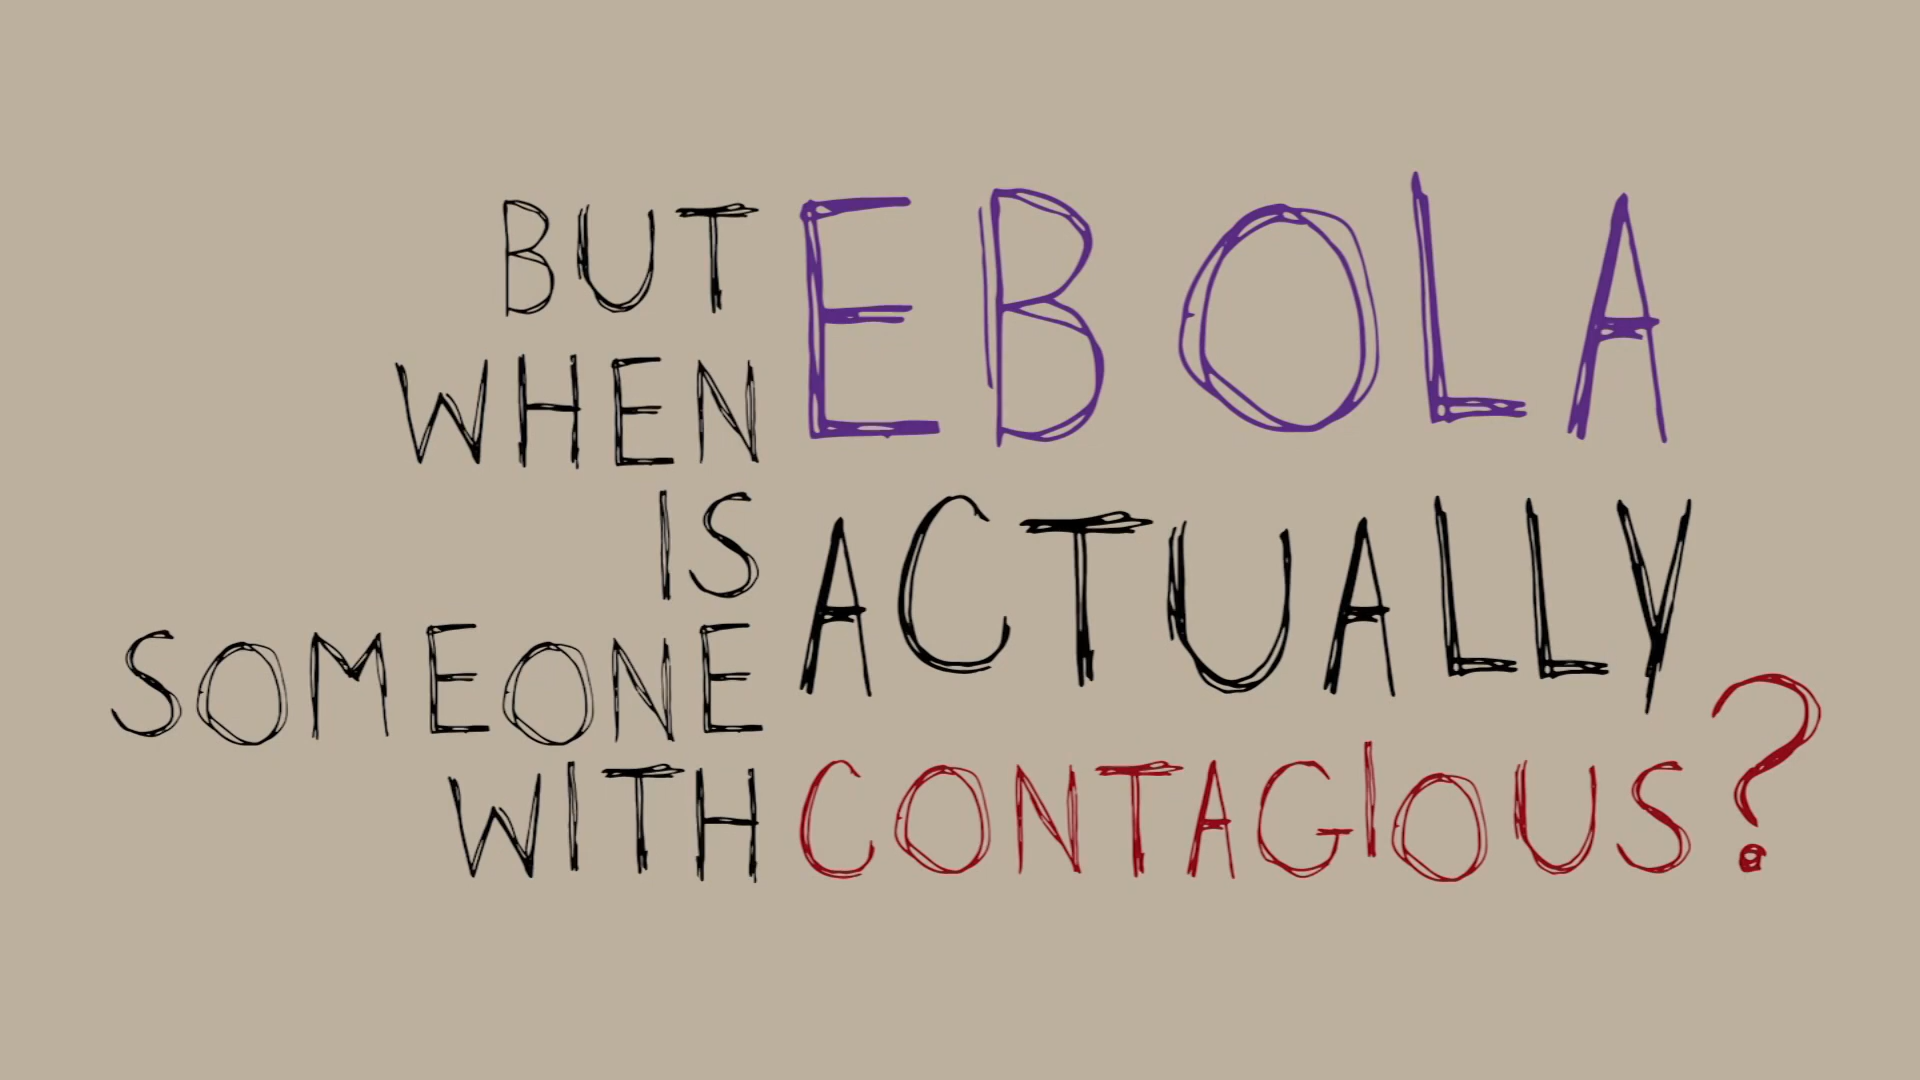 BUT
WHEN
IS
SOMEONE
WITH
EBOLA
ACTUALLY
CONTAGIOUS?